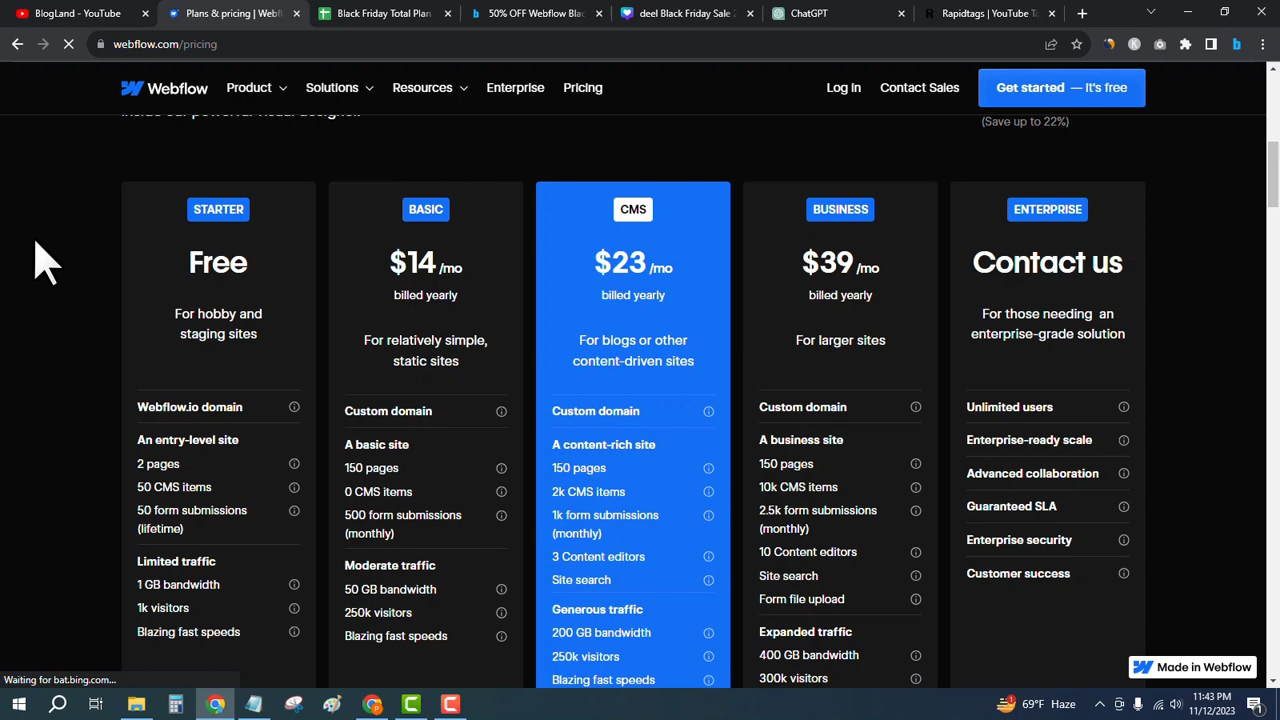 BlogLand - YouTube
Plans & pricing | Webfl
Black Friday Total Plan
50% OFF Webflow Bla
deel Black Friday Sale 2
ChatGPT
Rapidtags | YouTube Ta
webflow.com/pricing
Webflow
Product
Solutions
Resources
Enterprise
Pricing
Log In
Contact Sales
Get started — It's free
(Save up to 22%)
STARTER
Free
For hobby and
staging sites
Webflow.io domain
An entry-level site
2 pages
50 CMS items
50 form submissions
(lifetime)
Limited traffic
1 GB bandwidth
1k visitors
Blazing fast speeds
BASIC
$14 /mo
billed yearly
For relatively simple,
static sites
Custom domain
A basic site
150 pages
0 CMS items
500 form submissions
(monthly)
Moderate traffic
50 GB bandwidth
250k visitors
Blazing fast speeds
CMS
$23 /mo
billed yearly
For blogs or other
content-driven sites
Custom domain
A content-rich site
150 pages
2k CMS items
1k form submissions
(monthly)
3 Content editors
Site search
Generous traffic
200 GB bandwidth
250k visitors
Blazing fast speeds
BUSINESS
$39 /mo
billed yearly
For larger sites
Custom domain
A business site
150 pages
10k CMS items
2.5k form submissions
(monthly)
10 Content editors
Site search
Form file upload
Expanded traffic
400 GB bandwidth
300k visitors
ENTERPRISE
Contact us
For those needing an
enterprise-grade solution
Unlimited users
Enterprise-ready scale
Advanced collaboration
Guaranteed SLA
Enterprise security
Customer success
Made in Webflow
Waiting for bat.bing.com...
69°F Haze
11:43 PM
11/12/2023